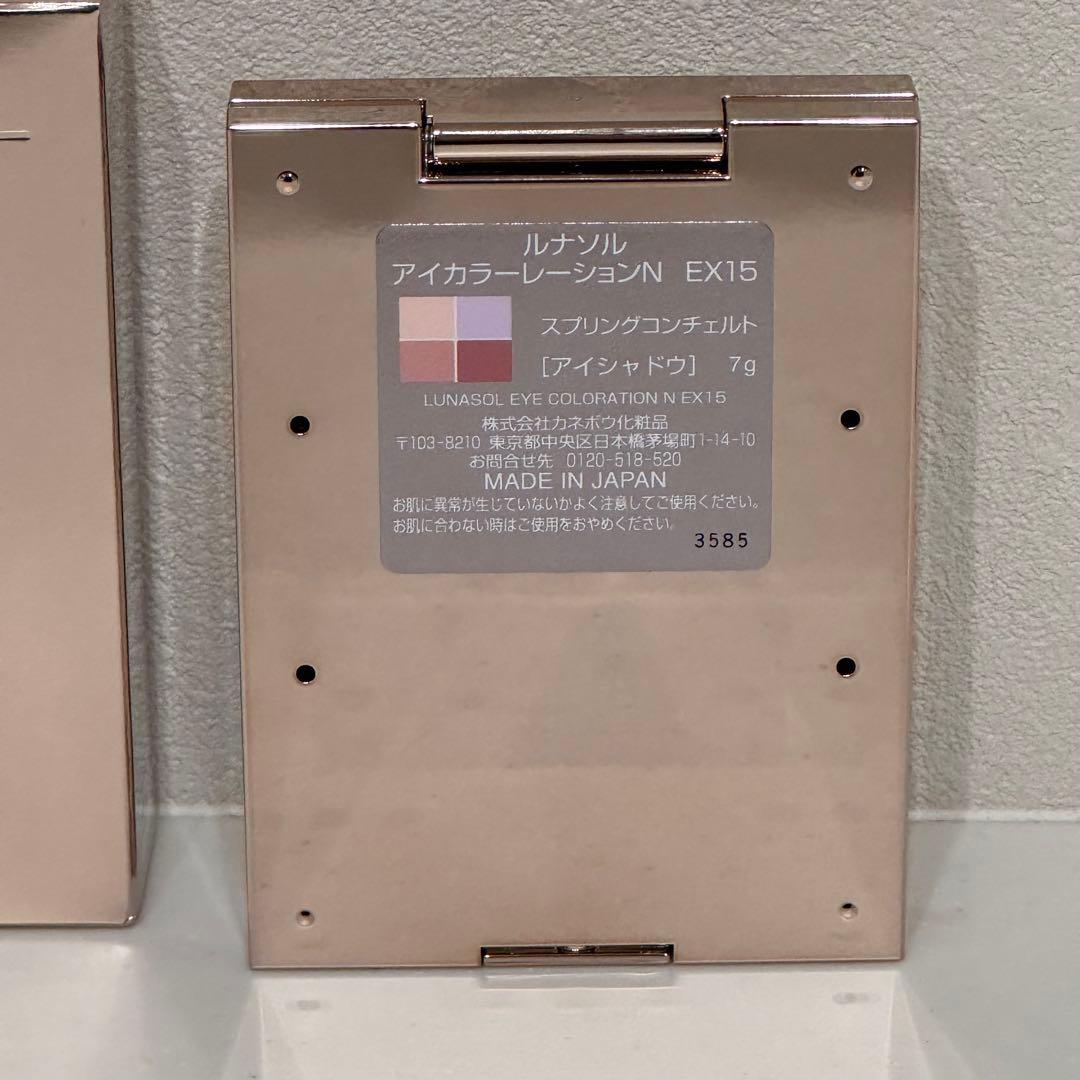 ルナソル
アイカラーレーションN EX15
スプリングコンチェルト
[アイシャドウ] 7g
LUNASOL EYE COLORATION N EX15
株式会社カネボウ化粧品
〒103-8210 東京都中央区日本橋茅場町1-14-10
お問合せ先 0120-518-520
MADE IN JAPAN
お肌に異常が生じていないかよく注意してご使用ください。
お肌に合わない時はご使用をおやめください。
3585